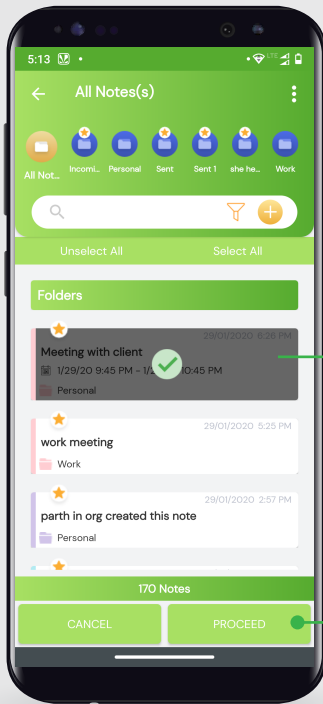 5:13
LTE
All Notes(s)
All Not... Incomi... Personal Sent Sent 1 she he... Work
Unselect All Select All
Folders
29/01/2020 6:26 PM
Meeting with client
1/29/20 9:45 PM - 1/2 10:45 PM
Personal
29/01/2020 5:25 PM
work meeting
Work
29/01/2020 2:57 PM
parth in org created this note
Personal
170 Notes
CANCEL PROCEED